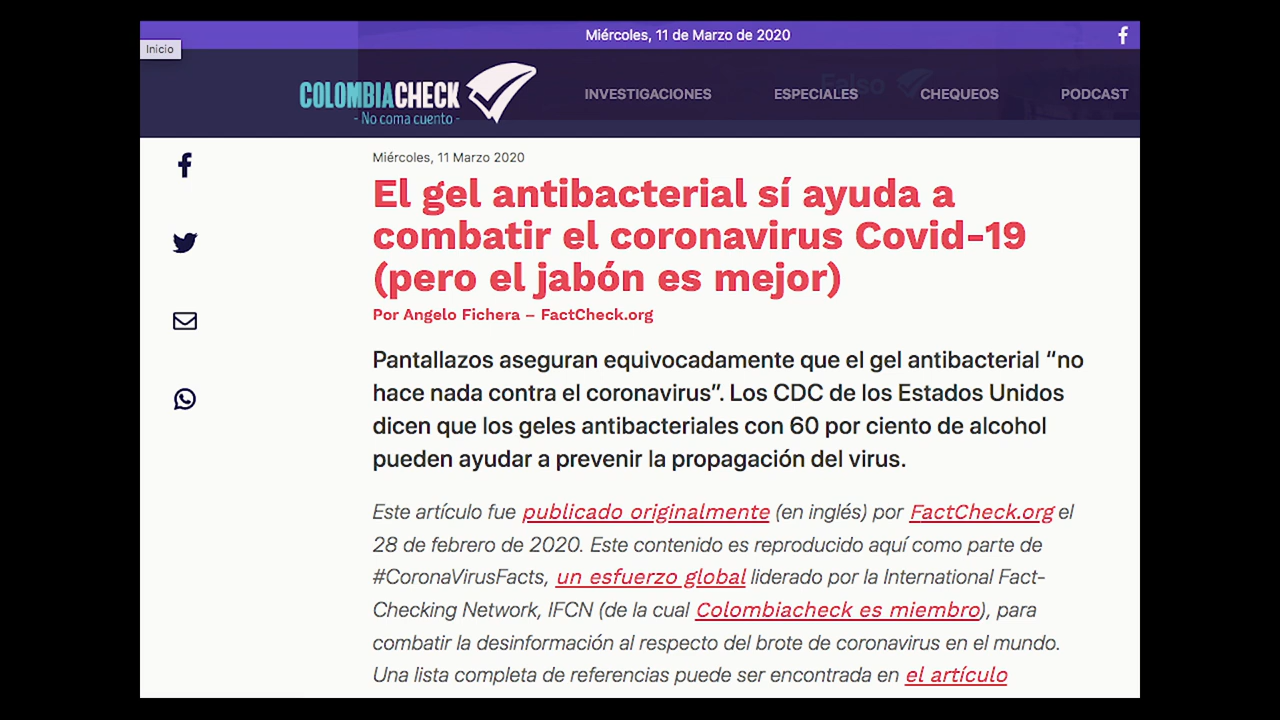 Miércoles, 11 de Marzo de 2020
Inicio
Falso
COLOMBIACHECK
- No coma cuento -
INVESTIGACIONES ESPECIALES CHEQUEOS PODCAST
Miércoles, 11 Marzo 2020
El gel antibacterial sí ayuda a
combatir el coronavirus Covid-19
(pero el jabón es mejor)
Por Angelo Fichera – FactCheck.org
Pantallazos aseguran equivocadamente que el gel antibacterial “no
hace nada contra el coronavirus”. Los CDC de los Estados Unidos
dicen que los geles antibacteriales con 60 por ciento de alcohol
pueden ayudar a prevenir la propagación del virus.
Este artículo fue publicado originalmente (en inglés) por FactCheck.org el
28 de febrero de 2020. Este contenido es reproducido aquí como parte de
#CoronaVirusFacts, un esfuerzo global liderado por la International Fact-
Checking Network, IFCN (de la cual Colombiacheck es miembro), para
combatir la desinformación al respecto del brote de coronavirus en el mundo.
Una lista completa de referencias puede ser encontrada en el artículo